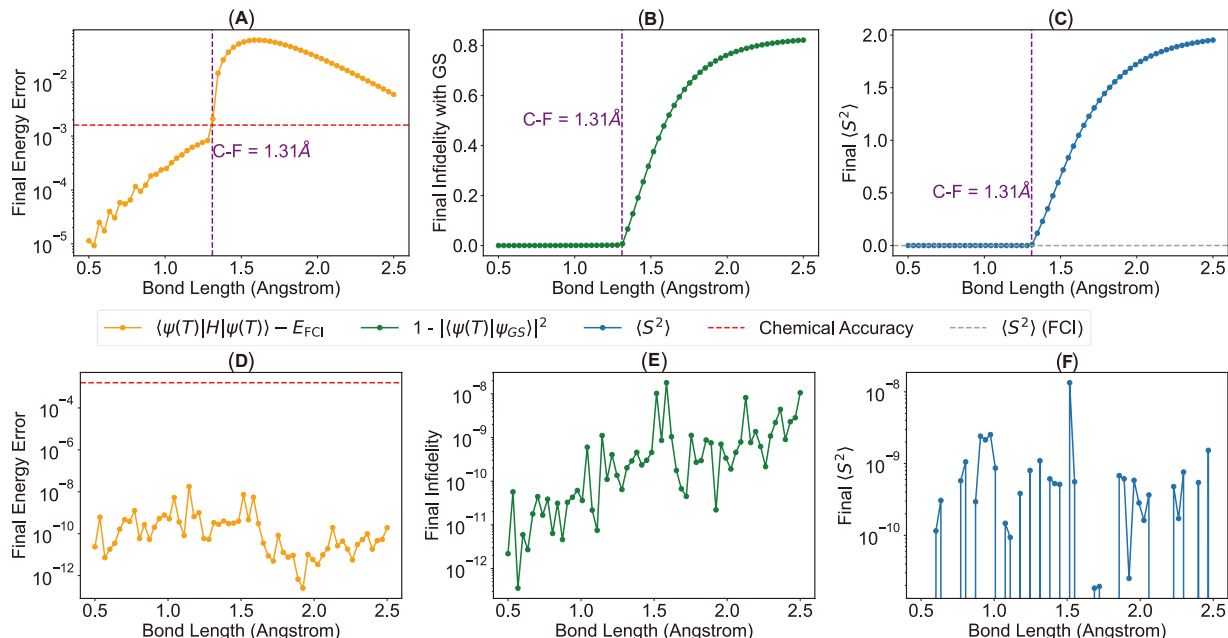 (A)
Final Energy Error
10⁻²
10⁻³
10⁻⁴
10⁻⁵
C-F = 1.31Å
0.5 1.0 1.5 2.0 2.5
Bond Length (Angstrom)
(B)
Final Infidelity with GS
0.8
0.6
0.4
0.2
0.0
C-F = 1.31Å
0.5 1.0 1.5 2.0 2.5
Bond Length (Angstrom)
(C)
Final ⟨S²⟩
2.0
1.5
1.0
0.5
0.0
C-F = 1.31Å
0.5 1.0 1.5 2.0 2.5
Bond Length (Angstrom)
⟨ψ(T)|H|ψ(T)⟩ − E_FCI 1 - |⟨ψ(T)|ψ_GS⟩|² ⟨S²⟩ Chemical Accuracy ⟨S²⟩ (FCI)
(D)
Final Energy Error
10⁻⁴
10⁻⁶
10⁻⁸
10⁻¹⁰
10⁻¹²
0.5 1.0 1.5 2.0 2.5
Bond Length (Angstrom)
(E)
Final Infidelity
10⁻⁸
10⁻⁹
10⁻¹⁰
10⁻¹¹
10⁻¹²
0.5 1.0 1.5 2.0 2.5
Bond Length (Angstrom)
(F)
Final ⟨S²⟩
10⁻⁸
10⁻⁹
10⁻¹⁰
0.5 1.0 1.5 2.0 2.5
Bond Length (Angstrom)